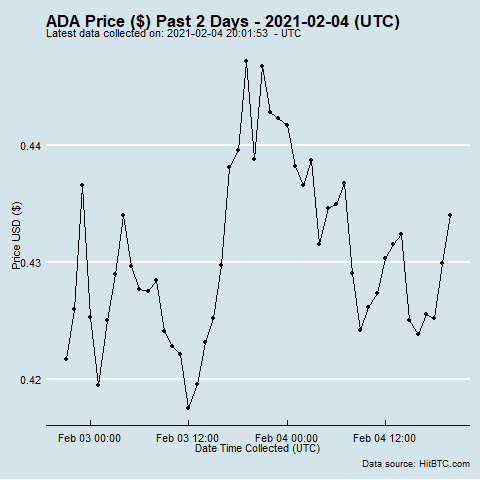 ADA Price ($) Past 2 Days - 2021-02-04 (UTC)
Latest data collected on: 2021-02-04 20:01:53 - UTC
0.44
0.43
0.42
Price USD ($)
Feb 03 00:00
Feb 03 12:00
Feb 04 00:00
Feb 04 12:00
Date Time Collected (UTC)
Data source: HitBTC.com